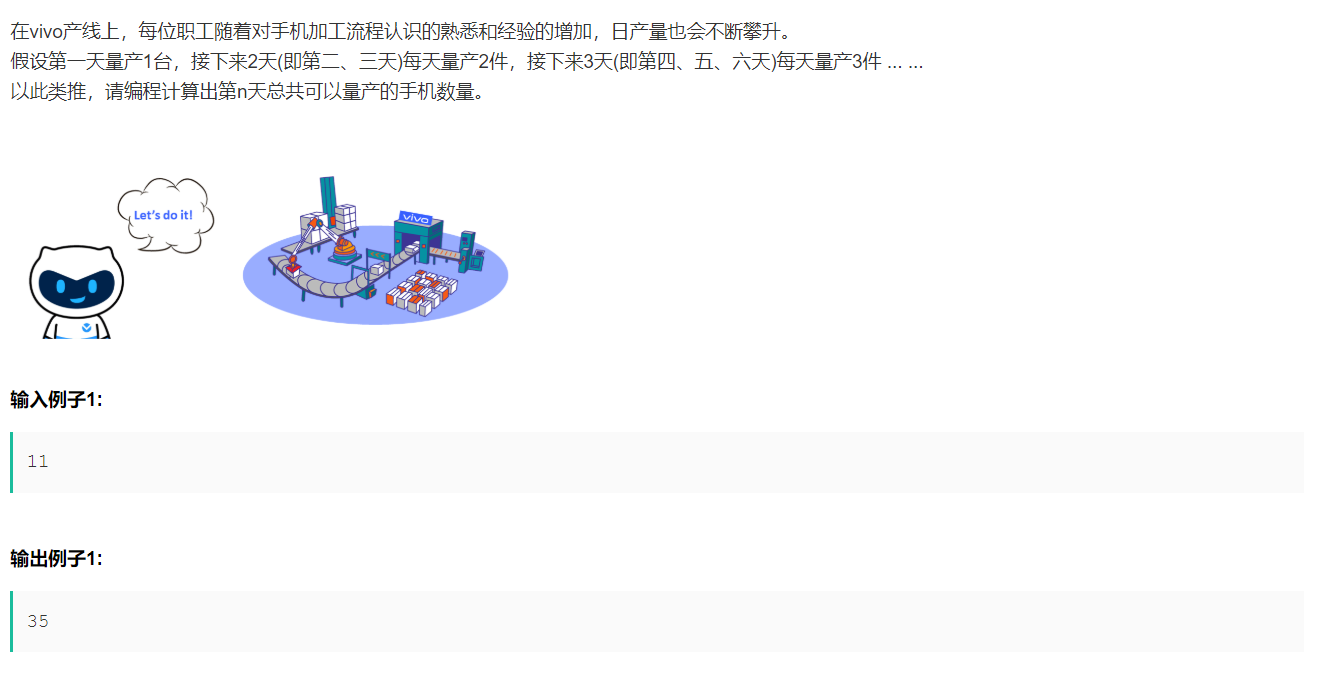 在vivo产线上，每位职工随着对手机加工流程认识的熟悉和经验的增加，日产量也会不断攀升。
假设第一天量产1台，接下来2天(即第二、三天)每天量产2件，接下来3天(即第四、五、六天)每天量产3件 ... ...
以此类推，请编程计算出第n天总共可以量产的手机数量。
Let's do it!
vivo
输入例子1:
11
输出例子1:
35